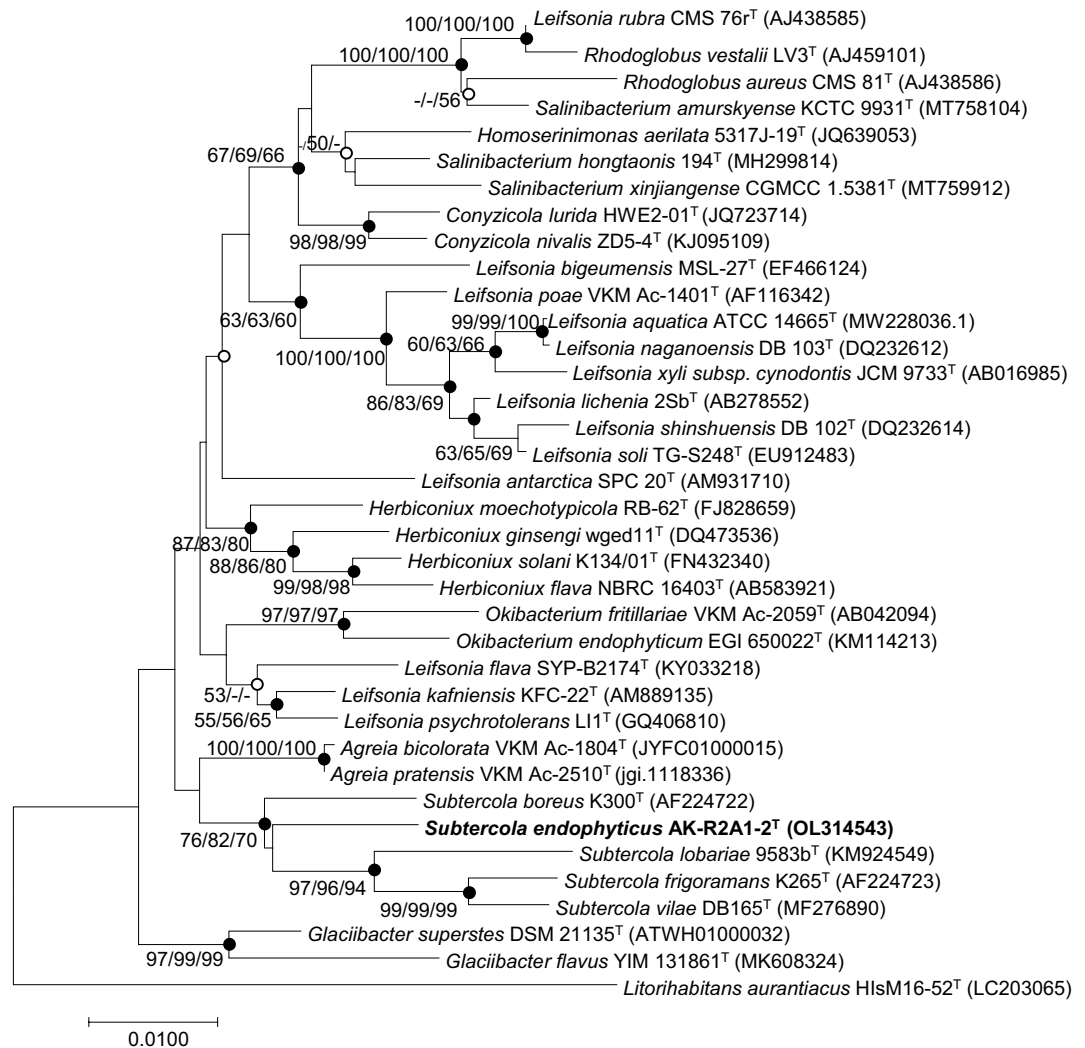 Leifsonia rubra CMS 76rᵀ (AJ438585)
100/100/100
Rhodoglobus vestalii LV3ᵀ (AJ459101)
100/100/100
Rhodoglobus aureus CMS 81ᵀ (AJ438586)
-/-/56
Salinibacterium amurskyense KCTC 9931ᵀ (MT758104)
Homoserinimonas aerilata 5317J-19ᵀ (JQ639053)
-/50/-
67/69/66
Salinibacterium hongtaonis 194ᵀ (MH299814)
Salinibacterium xinjiangense CGMCC 1.5381ᵀ (MT759912)
Conyzicola lurida HWE2-01ᵀ (JQ723714)
98/98/99
Conyzicola nivalis ZD5-4ᵀ (KJ095109)
Leifsonia bigeumensis MSL-27ᵀ (EF466124)
Leifsonia poae VKM Ac-1401ᵀ (AF116342)
63/63/60
99/99/100
Leifsonia aquatica ATCC 14665ᵀ (MW228036.1)
60/63/66
Leifsonia naganoensis DB 103ᵀ (DQ232612)
100/100/100
Leifsonia xyli subsp. cynodontis JCM 9733ᵀ (AB016985)
86/83/69
Leifsonia lichenia 2Sbᵀ (AB278552)
Leifsonia shinshuensis DB 102ᵀ (DQ232614)
63/65/69
Leifsonia soli TG-S248ᵀ (EU912483)
Leifsonia antarctica SPC 20ᵀ (AM931710)
Herbiconiux moechotypicola RB-62ᵀ (FJ828659)
87/83/80
Herbiconiux ginsengi wged11ᵀ (DQ473536)
88/86/80
Herbiconiux solani K134/01ᵀ (FN432340)
99/98/98
Herbiconiux flava NBRC 16403ᵀ (AB583921)
97/97/97
Okibacterium fritillariae VKM Ac-2059ᵀ (AB042094)
Okibacterium endophyticum EGI 650022ᵀ (KM114213)
Leifsonia flava SYP-B2174ᵀ (KY033218)
53/-/-
Leifsonia kafniensis KFC-22ᵀ (AM889135)
55/56/65
Leifsonia psychrotolerans LI1ᵀ (GQ406810)
100/100/100
Agreia bicolorata VKM Ac-1804ᵀ (JYFC01000015)
Agreia pratensis VKM Ac-2510ᵀ (jgi.1118336)
Subtercola boreus K300ᵀ (AF224722)
76/82/70
Subtercola endophyticus AK-R2A1-2ᵀ (OL314543)
Subtercola lobariae 9583bᵀ (KM924549)
97/96/94
Subtercola frigoramans K265ᵀ (AF224723)
99/99/99
Subtercola vilae DB165ᵀ (MF276890)
Glaciibacter superstes DSM 21135ᵀ (ATWH01000032)
97/99/99
Glaciibacter flavus YIM 131861ᵀ (MK608324)
Litorihabitans aurantiacus HIsM16-52ᵀ (LC203065)
0.0100